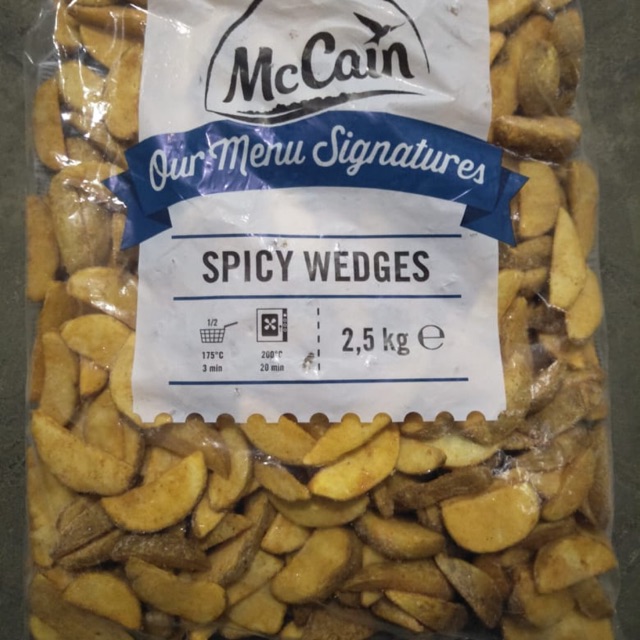 McCain
Our Menu Signatures
SPICY WEDGES
1/2
175°C
3 min
200°C
20 min
2,5 kg ℮